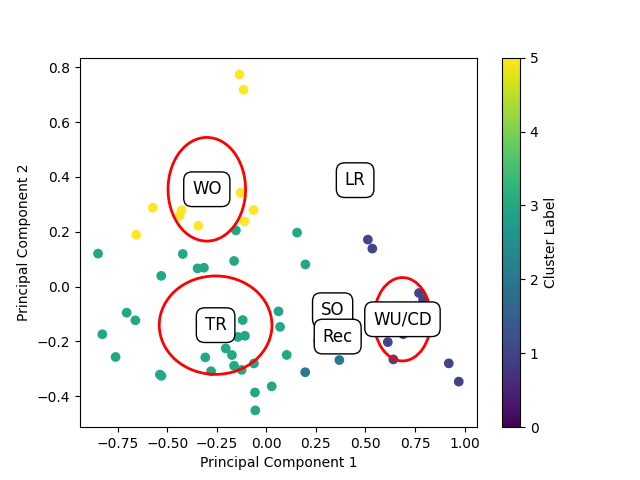 0.8
0.6
0.4
0.2
0.0
−0.2
−0.4
Principal Component 2
WO
LR
TR
SO
Rec
WU/CD
−0.75
−0.50
−0.25
0.00
0.25
0.50
0.75
1.00
Principal Component 1
5
4
3
2
1
0
Cluster Label